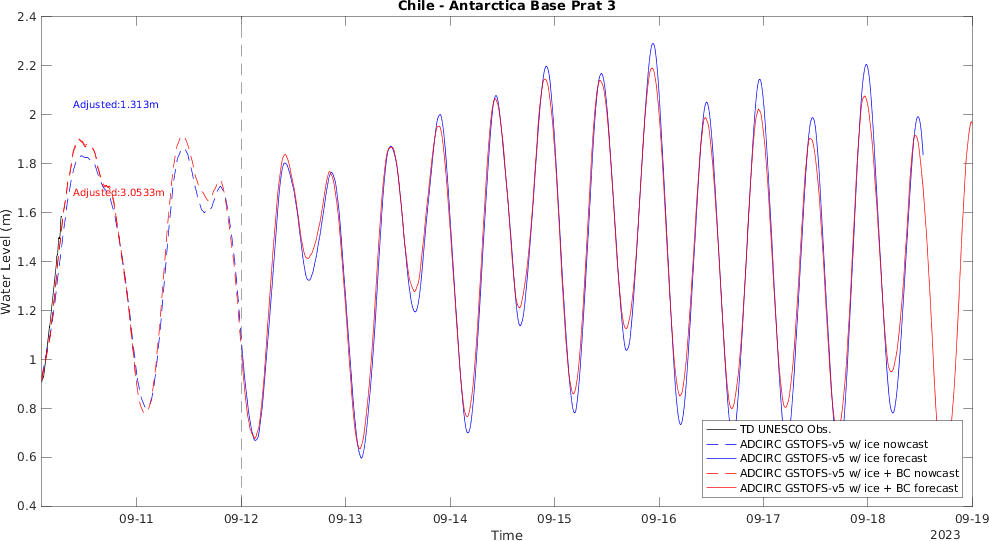 Chile - Antarctica Base Prat 3
2.4
2.2
2
1.8
1.6
1.4
1.2
1
0.8
0.6
0.4
Water Level (m)
Adjusted:1.313m
Adjusted:3.0533m
TD UNESCO Obs.
ADCIRC GSTOFS-v5 w/ ice nowcast
ADCIRC GSTOFS-v5 w/ ice forecast
ADCIRC GSTOFS-v5 w/ ice + BC nowcast
ADCIRC GSTOFS-v5 w/ ice + BC forecast
09-11 09-12 09-13 09-14 09-15 09-16 09-17 09-18 09-19
Time
2023